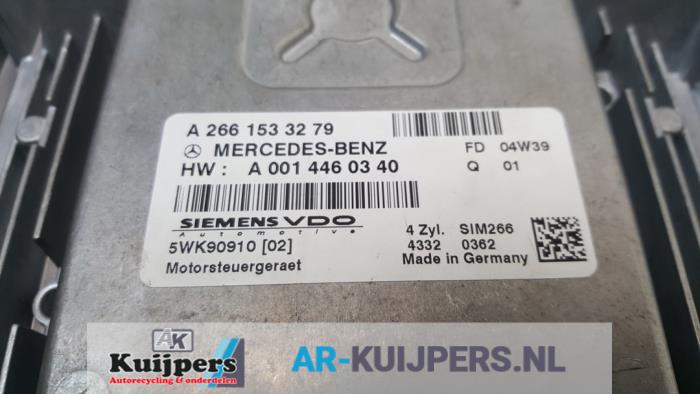 A 266 153 32 79
MERCEDES-BENZ
FD 04W39
HW : A 001 446 03 40
Q 01
SIEMENS VDO
Automotive
4 Zyl. SIM266
5WK90910 [02]
4332 0362
Motorsteuergeraet
Made in Germany
AK
Kuijpers
Autorecycling & onderdelen
AR-KUIJPERS.NL